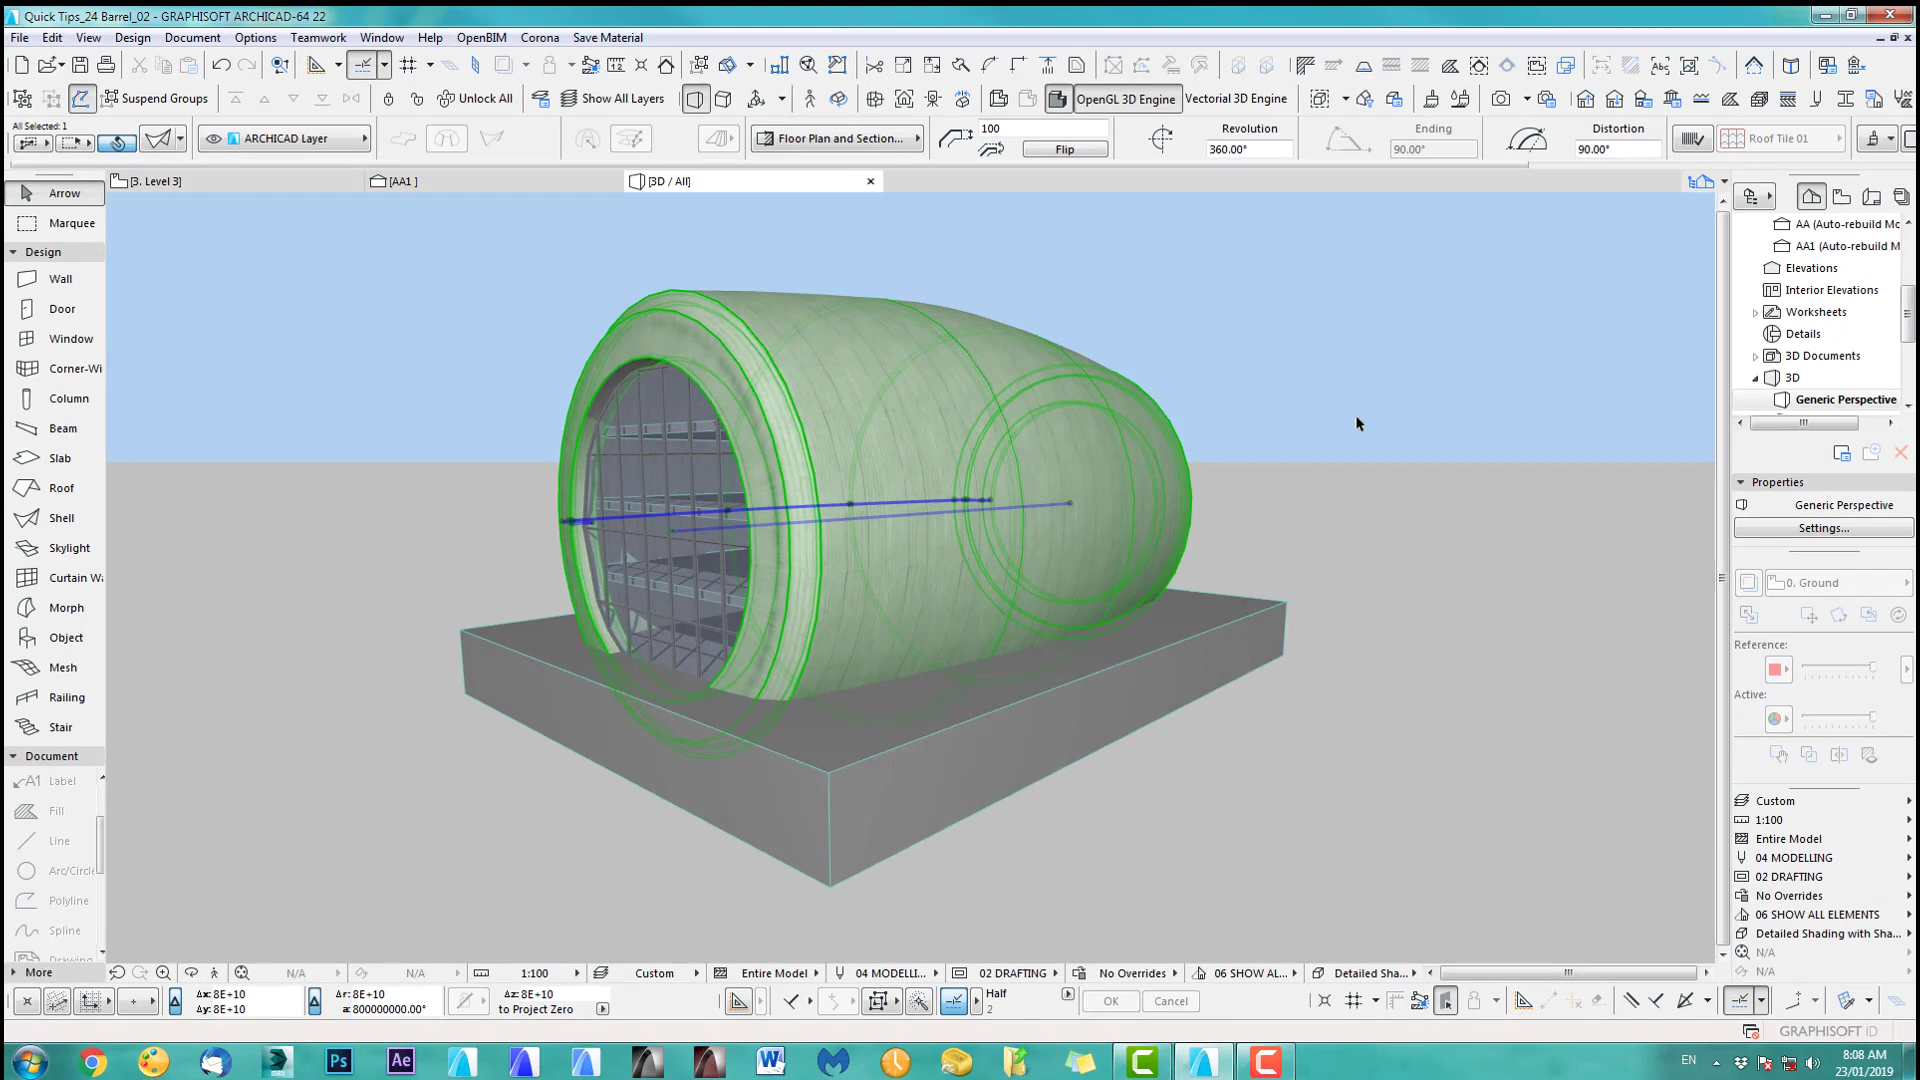 Quick Tips_24 Barrel_02 - GRAPHISOFT ARCHICAD-64 22
File Edit View Design Document Options Teamwork Window Help OpenBIM Corona Save Material
Suspend Groups Unlock All Show All Layers OpenGL 3D Engine Vectorial 3D Engine
All Selected: 1
ARCHICAD Layer
Floor Plan and Section...
100
Flip
Revolution
360.00°
Ending
90.00°
Distortion
90.00°
Roof Tile 01
[3. Level 3]
[AA1 ]
[3D / All]
Arrow
Marquee
Design
Wall
Door
Window
Corner-Wi
Column
Beam
Slab
Roof
Shell
Skylight
Curtain Wa
Morph
Object
Mesh
Railing
Stair
Document
A1 Label
Fill
Line
Arc/Circle
Polyline
Spline
Drawing
More
AA (Auto-rebuild Mo
AA1 (Auto-rebuild M
Elevations
Interior Elevations
Worksheets
Details
3D Documents
3D
Generic Perspective
Properties
Generic Perspective
Settings...
0. Ground
Reference:
Active:
Custom
1:100
Entire Model
04 MODELLING
02 DRAFTING
No Overrides
06 SHOW ALL ELEMENTS
Detailed Shading with Sha...
N/A
N/A
N/A N/A 1:100 Custom Entire Model 04 MODELLI... 02 DRAFTING No Overrides 06 SHOW AL... Detailed Sha...
Δx: 8E+10
Δy: 8E+10
Δr: 8E+10
a: 800000000.00°
Δz: 8E+10
to Project Zero
Half
2
OK
Cancel
GRAPHISOFT ID
EN
8:08 AM
23/01/2019